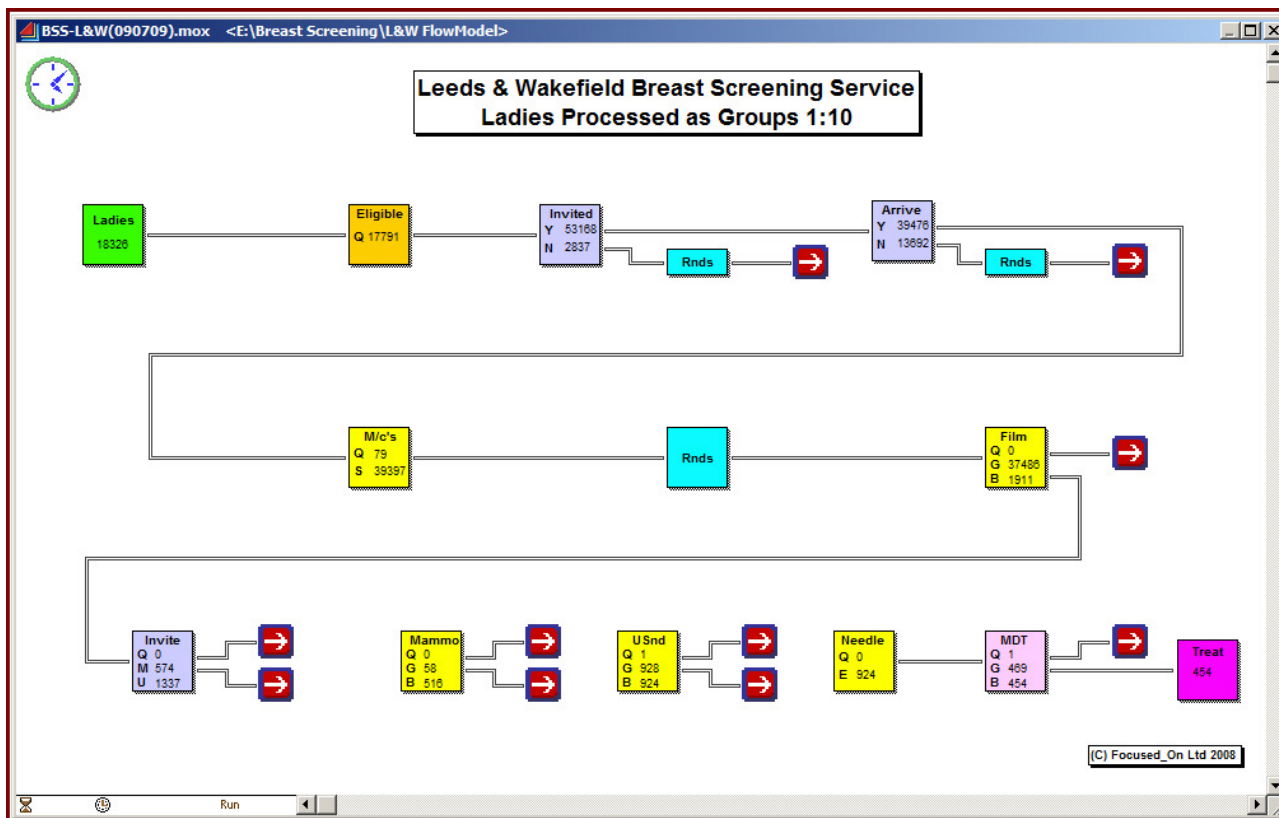 BSS-L&W(090709).mox <E:\Breast Screening\L&W FlowModel>
Leeds & Wakefield Breast Screening Service
Ladies Processed as Groups 1:10
Ladies
18326
Eligible
Q 17791
Invited
Y 53168
N 2837
Rnds
Arrive
Y 39476
N 13692
Rnds
M/c's
Q 79
S 39397
Rnds
Film
Q 0
G 37486
B 1911
Invite
Q 0
M 574
U 1337
Mammo
Q 0
G 58
B 516
USnd
Q 1
G 928
B 924
Needle
Q 0
E 924
MDT
Q 1
G 469
B 454
Treat
454
(C) Focused_On Ltd 2008
Run